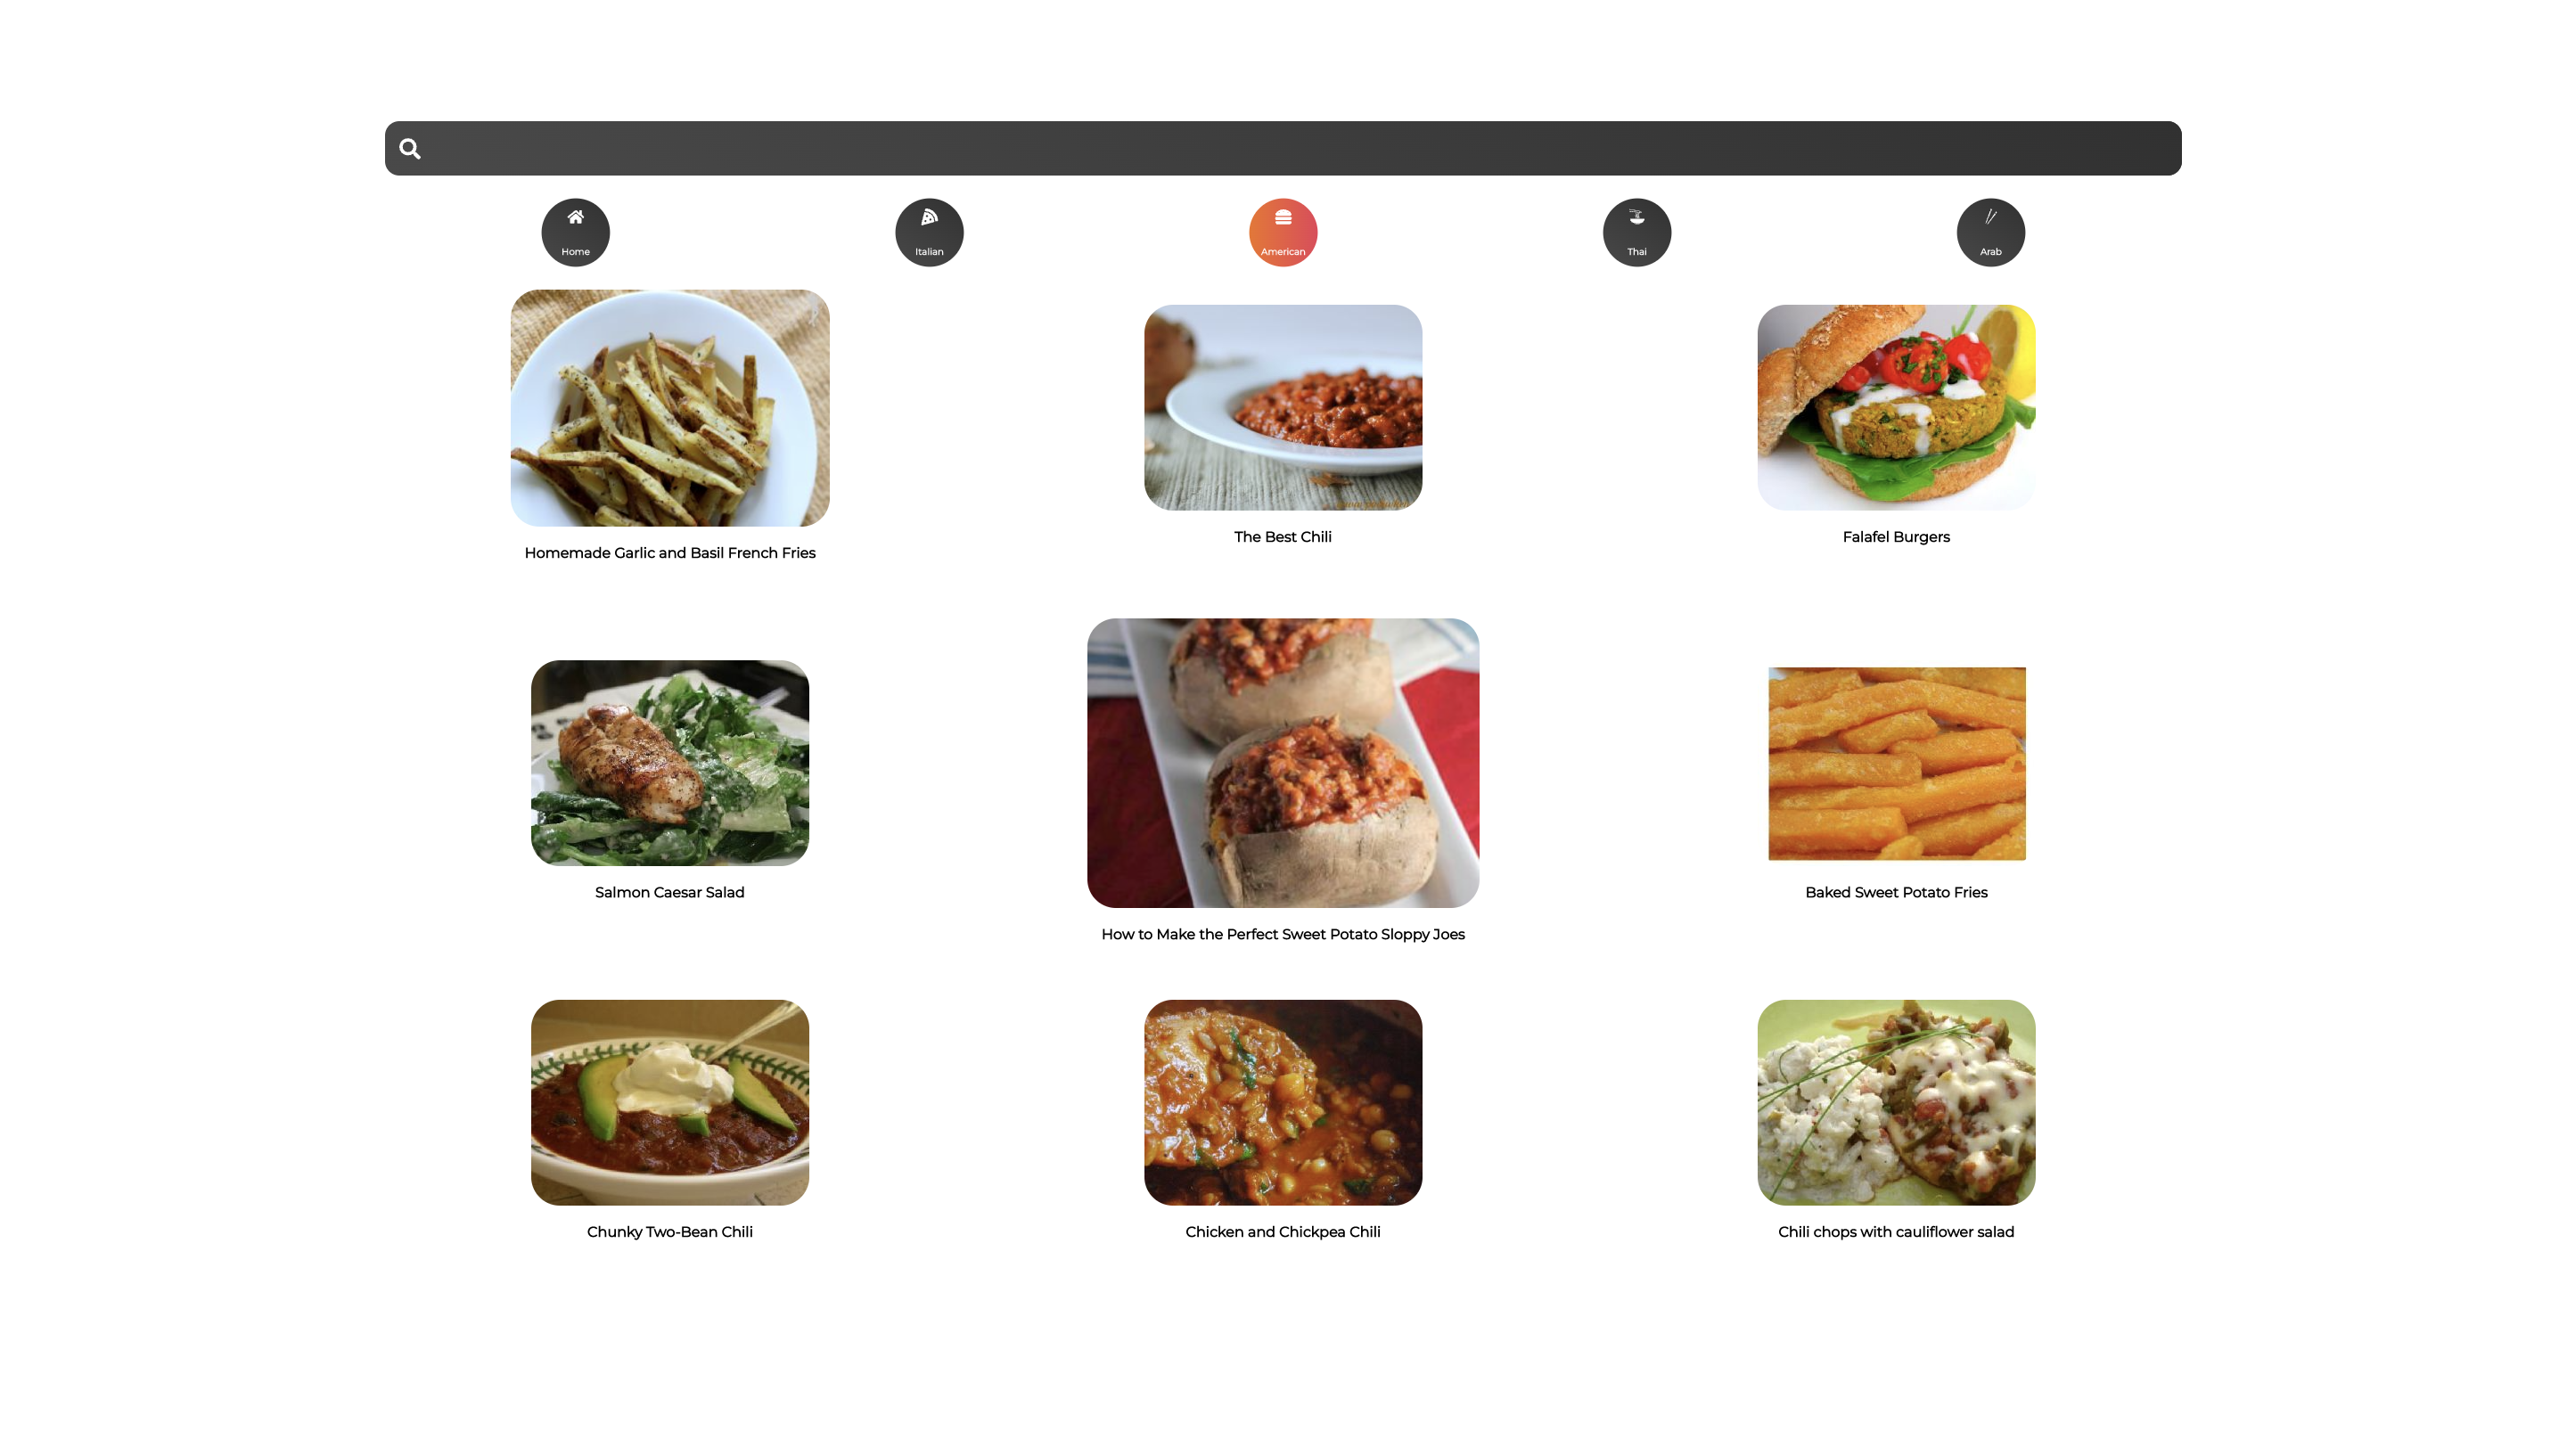 Home
Italian
American
Thai
Arab
Homemade Garlic and Basil French Fries
The Best Chili
Falafel Burgers
Salmon Caesar Salad
How to Make the Perfect Sweet Potato Sloppy Joes
Baked Sweet Potato Fries
Chunky Two-Bean Chili
Chicken and Chickpea Chili
Chili chops with cauliflower salad